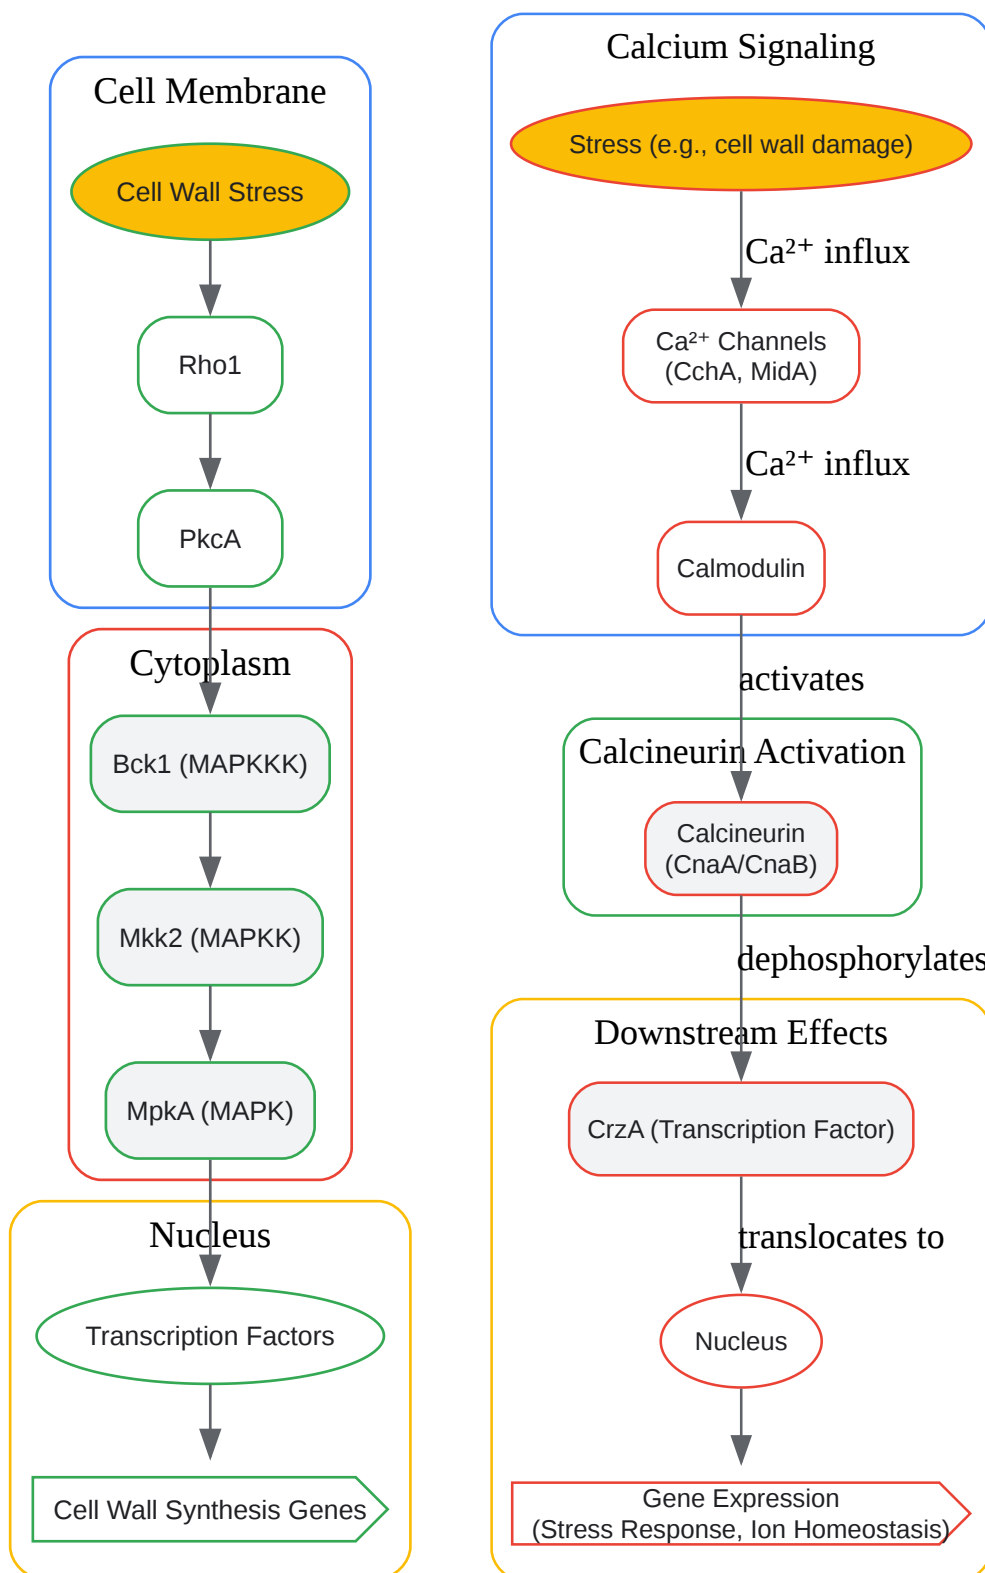 Cell Membrane
Cell Wall Stress
Rho1
PkcA
Cytoplasm
Bck1 (MAPKKK)
Mkk2 (MAPKK)
MpkA (MAPK)
Nucleus
Transcription Factors
Cell Wall Synthesis Genes
Calcium Signaling
Stress (e.g., cell wall damage)
Ca²⁺ influx
Ca²⁺ Channels
(CchA, MidA)
Ca²⁺ influx
Calmodulin
activates
Calcineurin Activation
Calcineurin
(CnaA/CnaB)
dephosphorylates
Downstream Effects
CrzA (Transcription Factor)
translocates to
Nucleus
Gene Expression
(Stress Response, Ion Homeostasis)